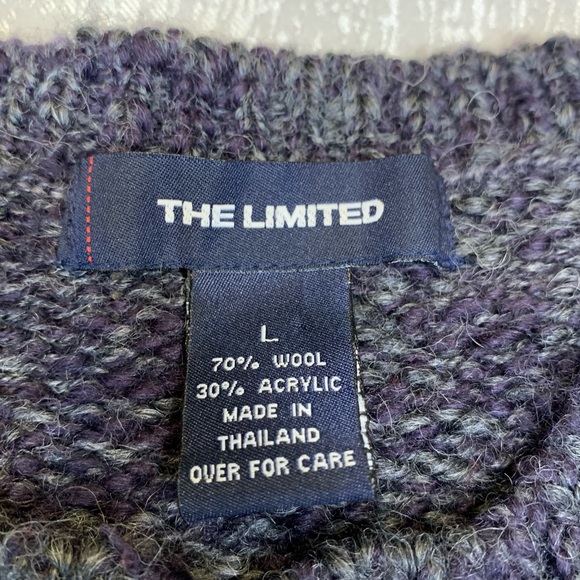 THE LIMITED
L
70% WOOL
30% ACRYLIC
MADE IN
THAILAND
OVER FOR CARE